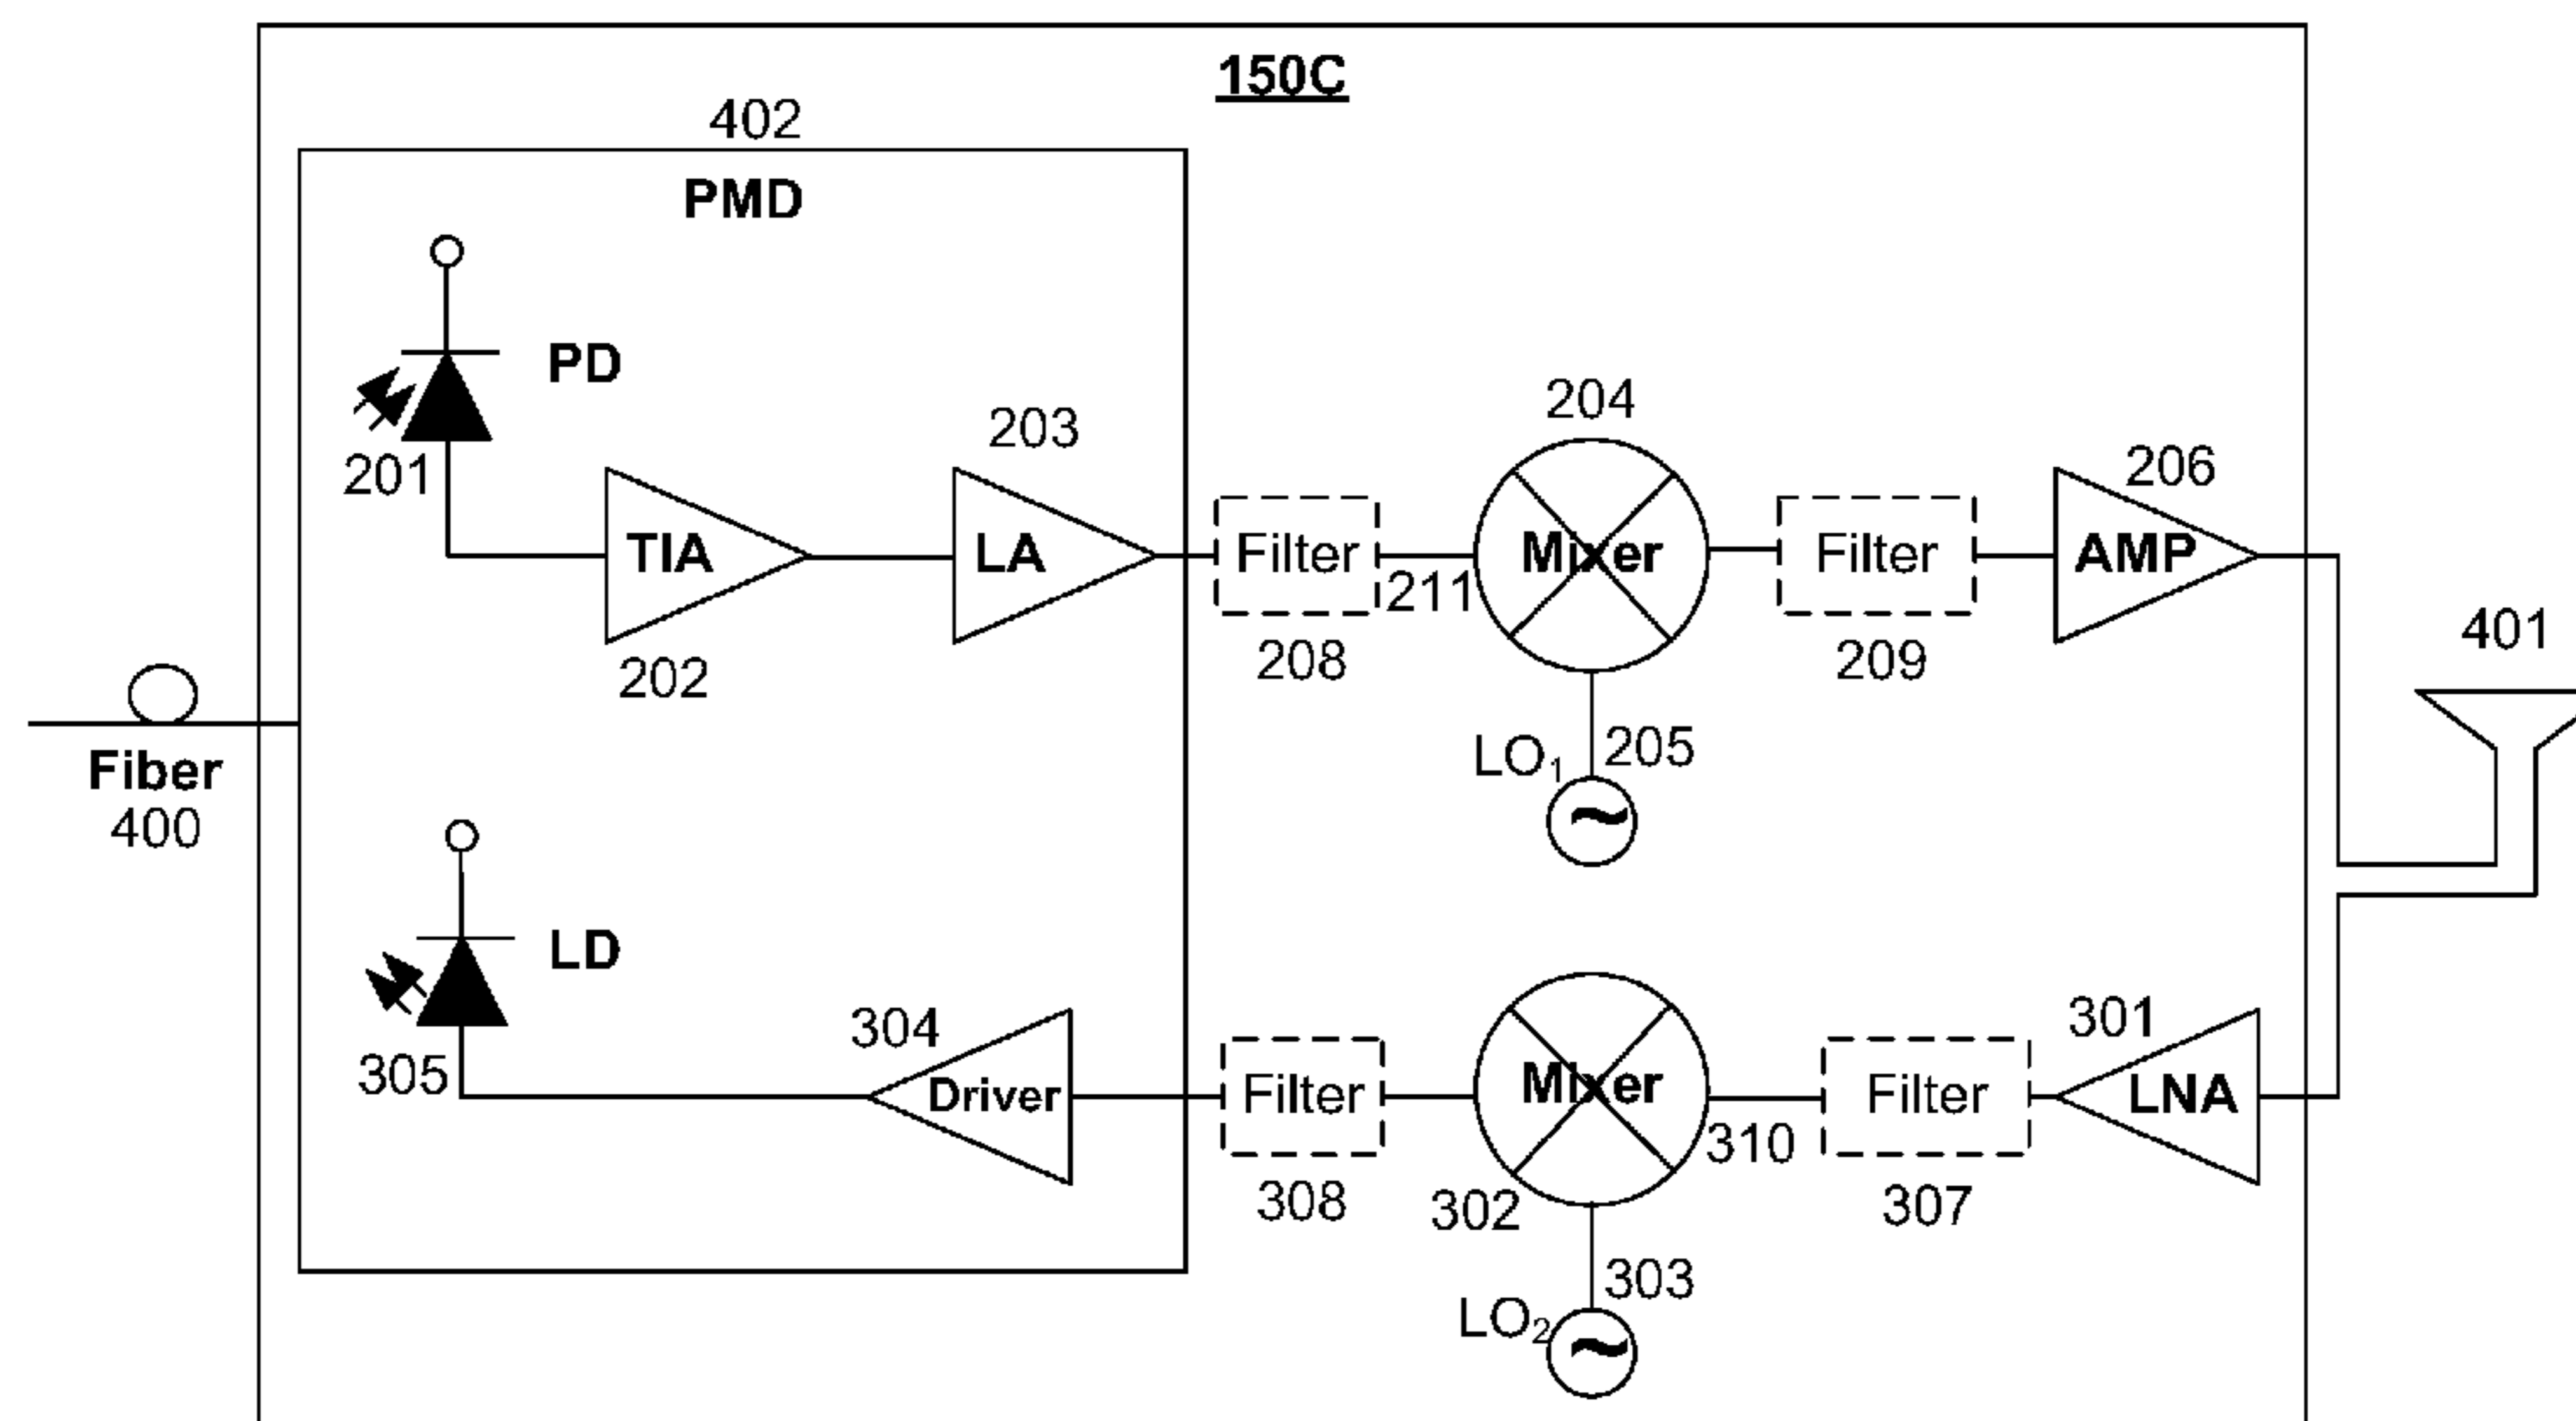 150C
402
PMD
PD
201
TIA
202
203
LA
Filter
208
211
204
Mixer
LO₁
205
~
Filter
209
206
AMP
401
Fiber
400
LD
305
304
Driver
Filter
308
Mixer
302
310
LO₂
303
~
Filter
307
301
LNA